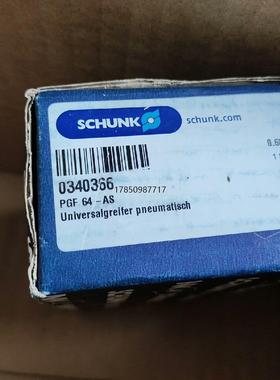 SCHUNK
schunk.com
0340366
17850987717
PGF 64 -AS
Universalgreifer pneumatisch